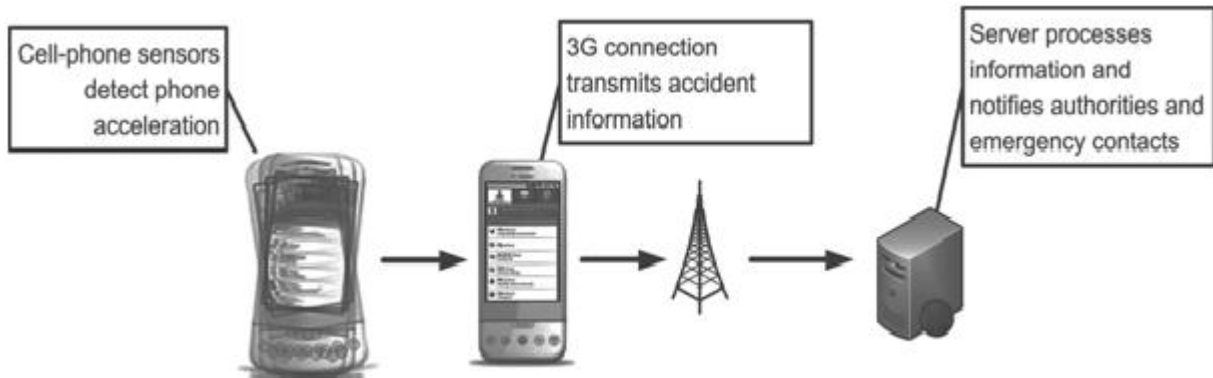 Cell-phone sensors
detect phone
acceleration
3G connection
transmits accident
information
Server processes
information and
notifies authorities and
emergency contacts